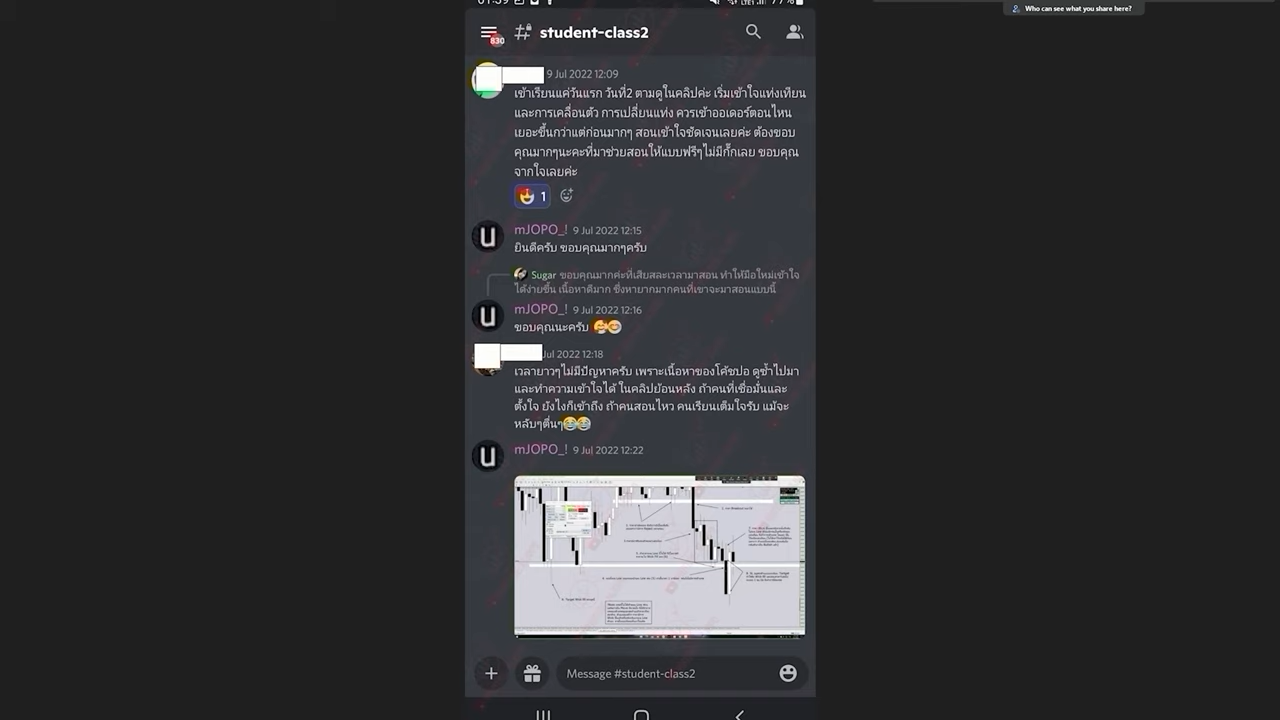 01:39
77%
Who can see what you share here?
830
student-class2
9 Jul 2022 12:09
เข้าเรียนแค่วันแรก วันที่2 ตามดูในคลิปค่ะ เริ่มเข้าใจแท่งเทียน
และการเคลื่อนตัว การเปลี่ยนแท่ง ควรเข้าออเดอร์ตอนไหน
เยอะขึ้นกว่าแต่ก่อนมากๆ สอนเข้าใจชัดเจนเลยค่ะ ต้องขอบ
คุณมากๆนะคะที่มาช่วยสอนให้แบบฟรีๆไม่มีกั๊กเลย ขอบคุณ
จากใจเลยค่ะ
1
mJOPO_! 9 Jul 2022 12:15
ยินดีครับ ขอบคุณมากๆครับ
Sugar ขอบคุณมากค่ะที่เสียสละเวลามาสอน ทำให้มือใหม่เข้าใจ
ได้ง่ายขึ้น เนื้อหาดีมาก ซึ่งหายากมากคนที่เขาจะมาสอนแบบนี้
mJOPO_! 9 Jul 2022 12:16
ขอบคุณนะครับ
Jul 2022 12:18
เวลายาวๆไม่มีปัญหาครับ เพราะเนื้อหาของโค้ชปอ ดูซ้ำไปมา
และทำความเข้าใจได้ ในคลิปย้อนหลัง ถ้าคนที่เชื่อมั่นและ
ตั้งใจ ยังไงก็เข้าถึง ถ้าคนสอนไหว คนเรียนเต็มใจรับ แม้จะ
หลับๆตื่นๆ
mJOPO_! 9 Jul 2022 12:22
Message #student-class2